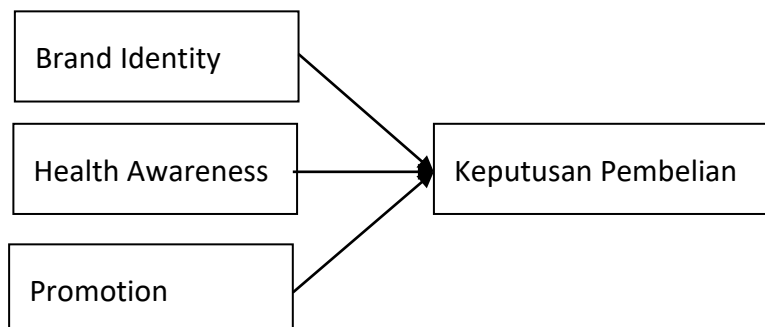 Brand Identity
Health Awareness
Keputusan Pembelian
Promotion